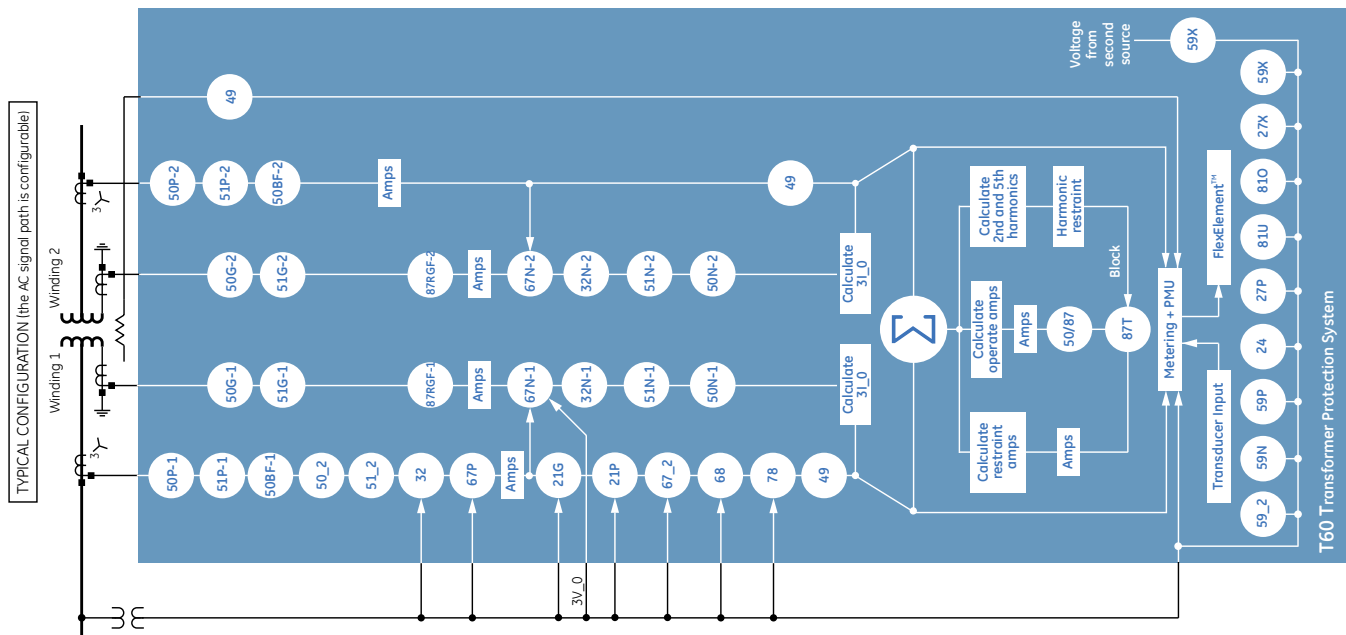 TYPICAL CONFIGURATION (the AC signal path is configurable)
Winding 1
Winding 2
3
3
50P-1
51P-1
50BF-1
50_2
51_2
32
67P
Amps
21G
21P
67_2
68
78
49
50G-1
51G-1
87RGF-1
Amps
67N-1
32N-1
51N-1
50N-1
Calculate
3I_0
50G-2
51G-2
87RGF-2
Amps
67N-2
32N-2
51N-2
50N-2
Calculate
3I_0
50P-2
51P-2
50BF-2
Amps
49
49
3V_0
Σ
Calculate
restraint
amps
Amps
Calculate
operate amps
Amps
50/87
87T
Calculate
2nd and 5th
harmonics
Harmonic
restraint
Block
Metering + PMU
Transducer Input
FlexElement™
Voltage
from
second
source
59X
59_2
59N
59P
24
27P
81U
81O
27X
59X
T60 Transformer Protection System